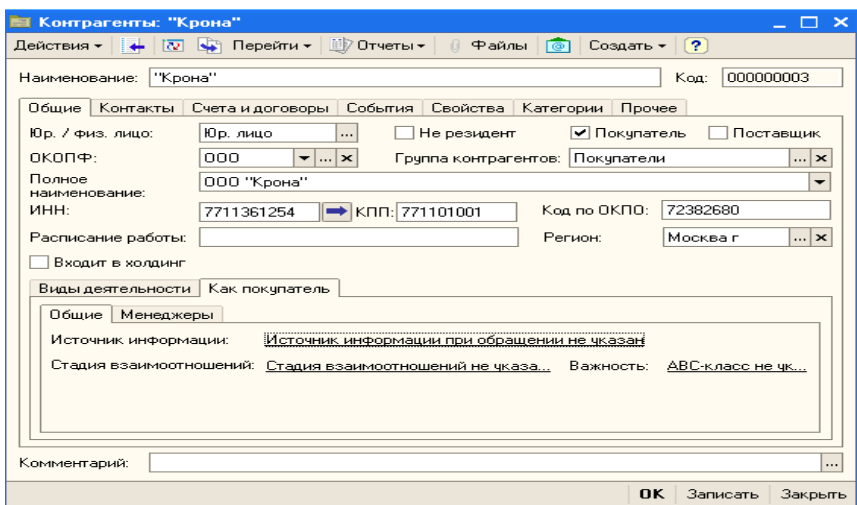 Контрагенты: "Крона"
Действия Перейти Отчеты Файлы Создать ?
Наименование: "Крона" Код: 000000003
Общие Контакты Счета и договоры События Свойства Категории Прочее
Юр. / физ. лицо: Юр. лицо ... Не резидент Покупатель Поставщик
ОКОПФ: ООО ... × Группа контрагентов: Покупатели ... ×
Полное
наименование: ООО "Крона"
ИНН: 7711361254 КПП: 771101001 Код по ОКПО: 72382680
Расписание работы: Регион: Москва г ... ×
Входит в холдинг
Виды деятельности Как покупатель
Общие Менеджеры
Источник информации: Источник информации при обращении не указан
Стадия взаимоотношений: Стадия взаимоотношений не указа... Важность: ABC-класс не ук...
Комментарий: ...
OK Записать Закрыть